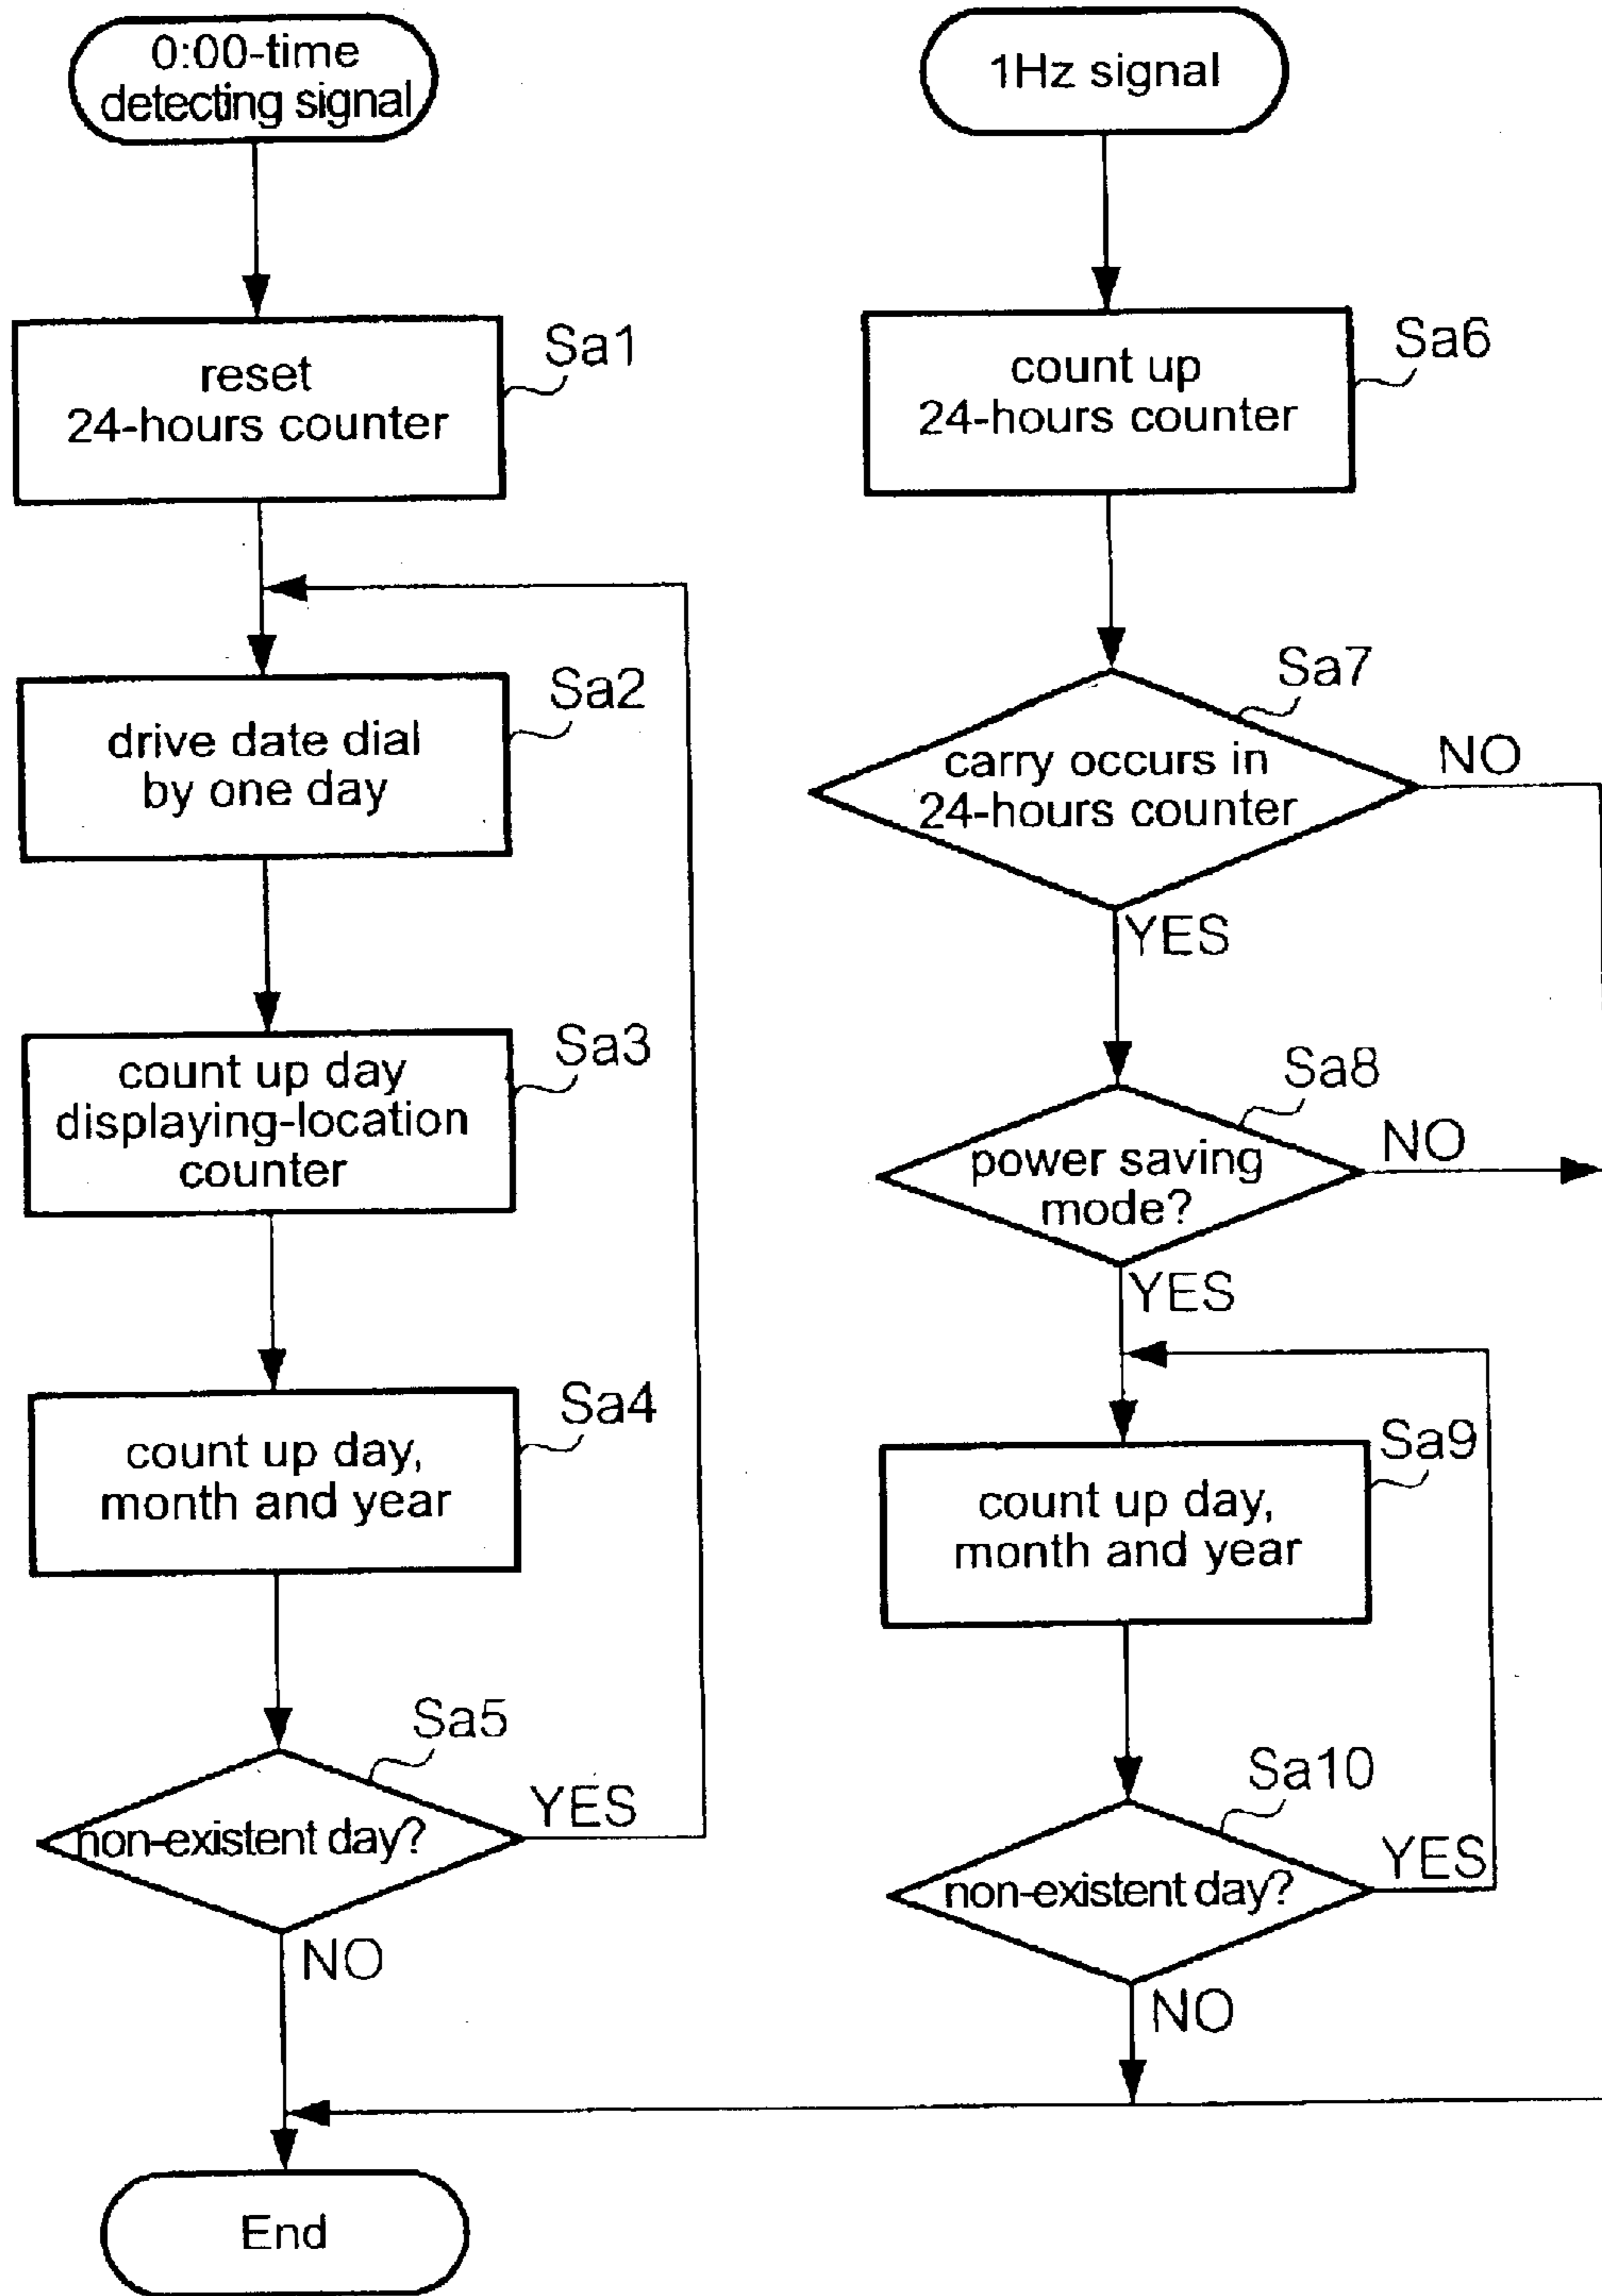 0:00-time
detecting signal
reset
24-hours counter
Sa1
drive date dial
by one day
Sa2
count up day
displaying-location
counter
Sa3
count up day,
month and year
Sa4
non-existent day?
Sa5
YES
NO
End
1Hz signal
count up
24-hours counter
Sa6
carry occurs in
24-hours counter
Sa7
NO
YES
power saving
mode?
Sa8
NO
YES
count up day,
month and year
Sa9
non-existent day?
Sa10
YES
NO